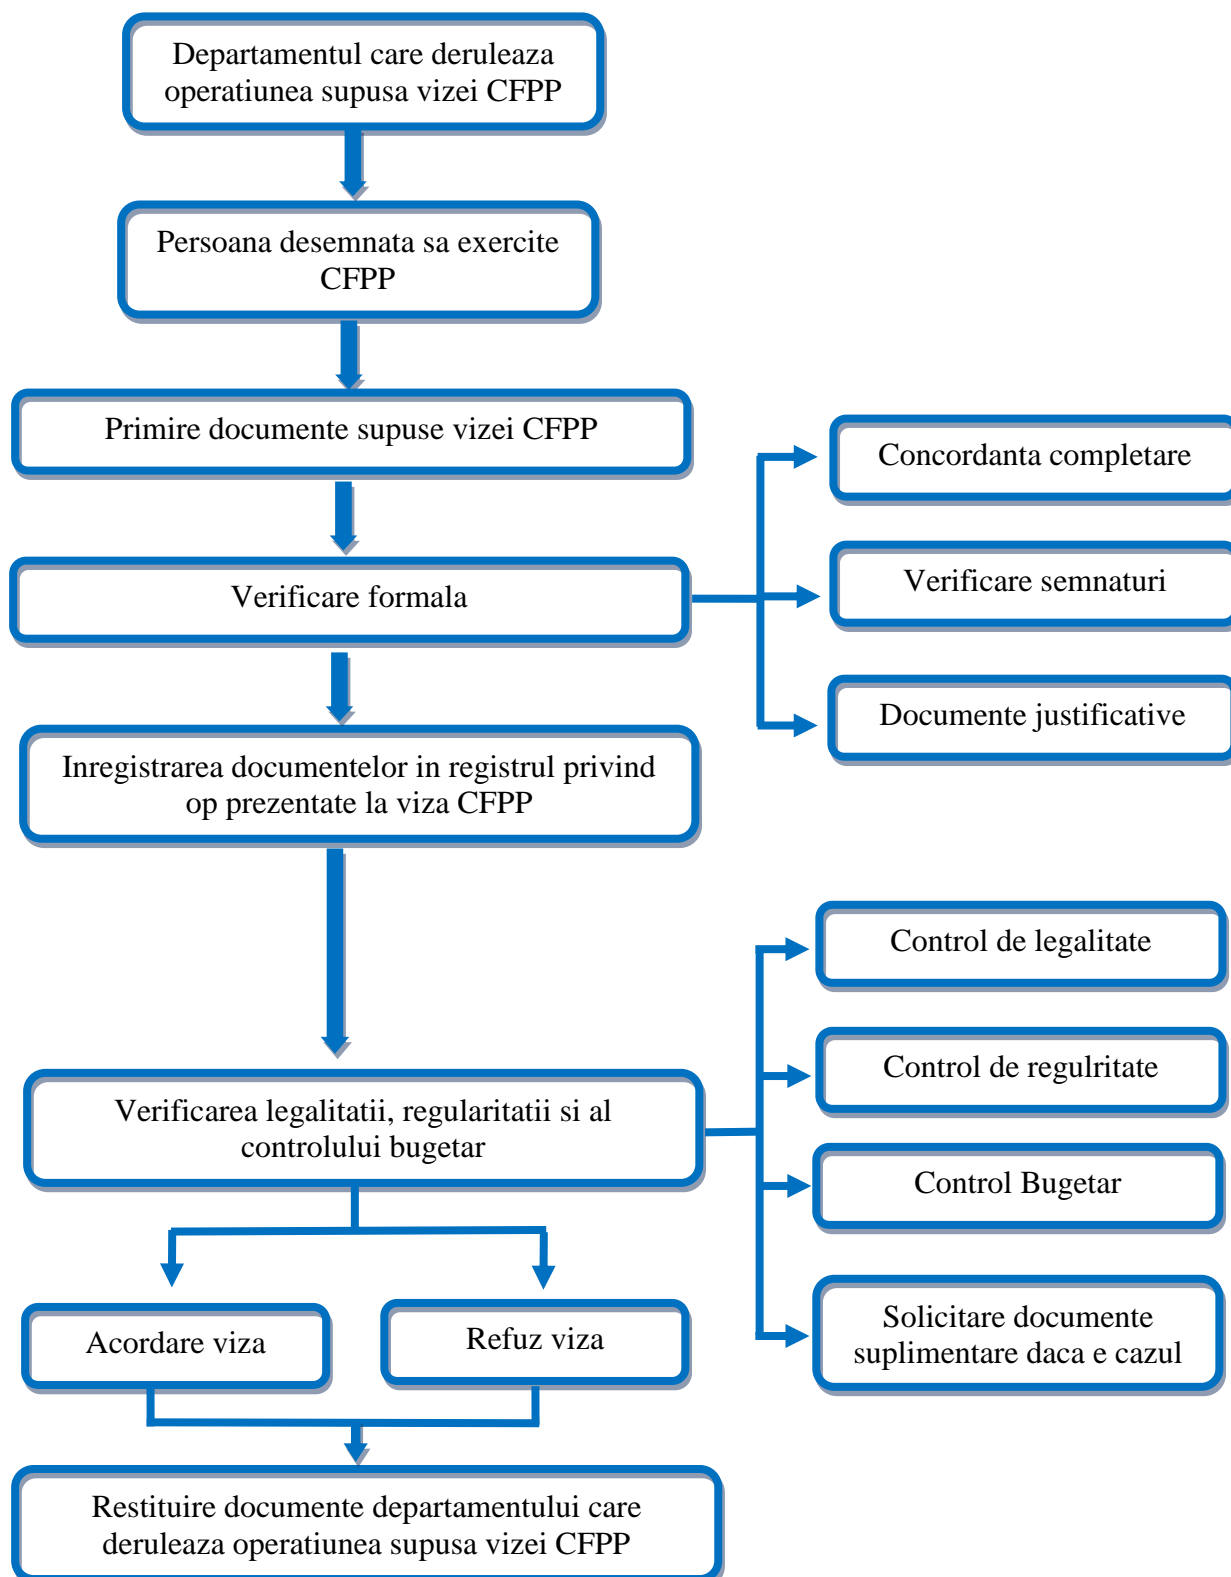 Departamentul care deruleaza
operatiunea supusa vizei CFPP
Persoana desemnata sa exercite
CFPP
Primire documente supuse vizei CFPP
Concordanta completare
Verificare formala
Verificare semnaturi
Documente justificative
Inregistrarea documentelor in registrul privind
op prezentate la viza CFPP
Control de legalitate
Control de regulritate
Verificarea legalitatii, regularitatii si al
controlului bugetar
Control Bugetar
Solicitare documente
suplimentare daca e cazul
Acordare viza
Refuz viza
Restituire documente departamentului care
deruleaza operatiunea supusa vizei CFPP